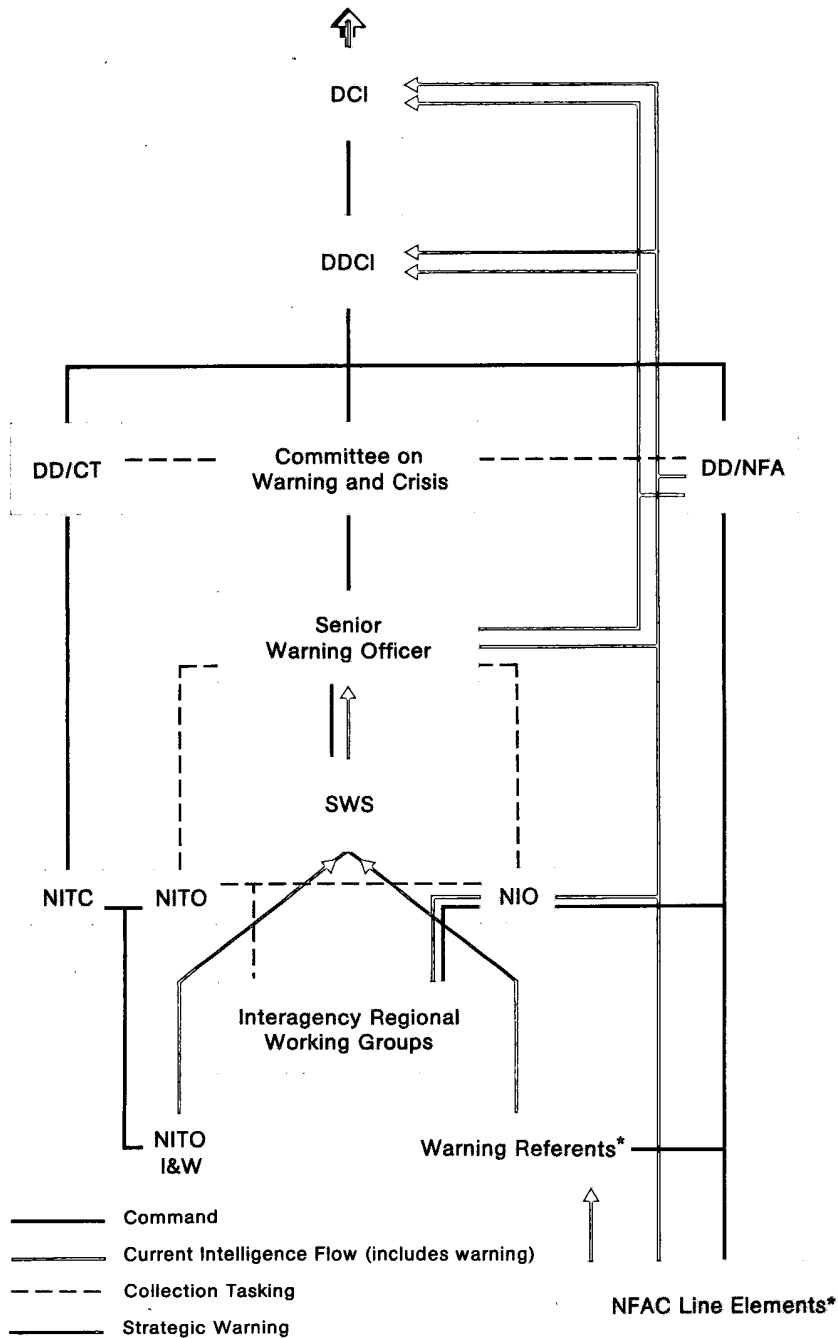 DCI
DDCI
DD/CT
Committee on
Warning and Crisis
DD/NFA
Senior
Warning Officer
SWS
NITC
NITO
NIO
Interagency Regional
Working Groups
NITO
I&W
Warning Referents*
Command
Current Intelligence Flow (includes warning)
Collection Tasking
Strategic Warning
NFAC Line Elements*